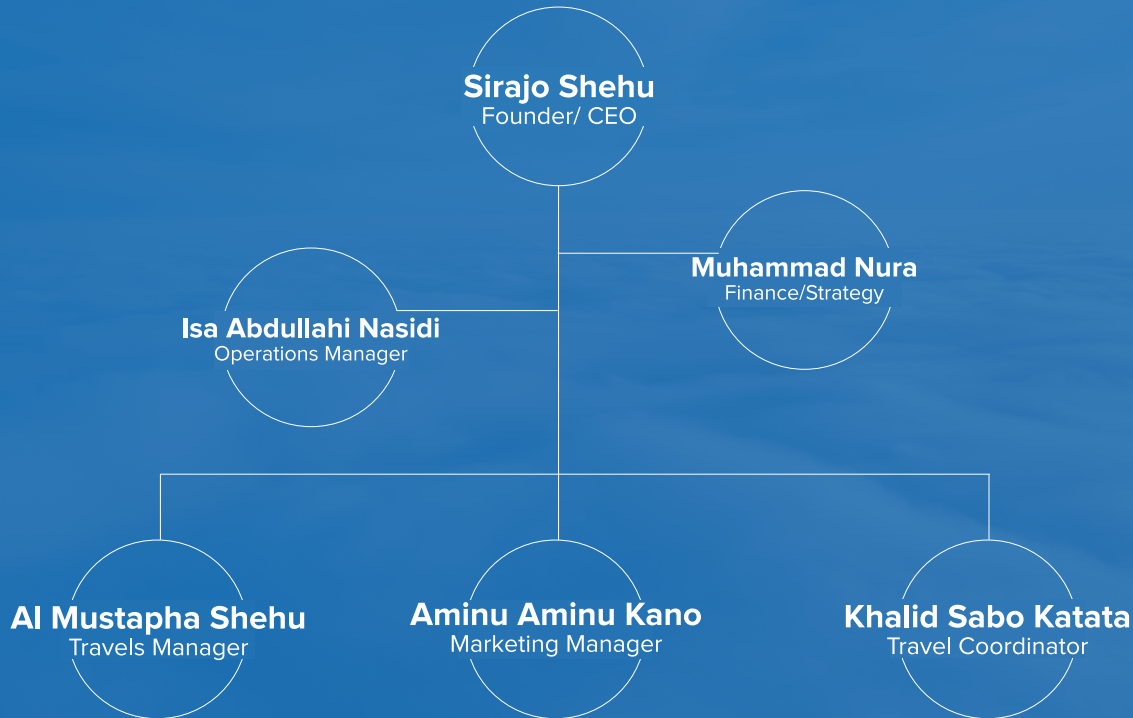 Sirajo Shehu
Founder/ CEO
Muhammad Nura
Finance/Strategy
Isa Abdullahi Nasidi
Operations Manager
Al Mustapha Shehu
Travels Manager
Aminu Aminu Kano
Marketing Manager
Khalid Sabo Katata
Travel Coordinator